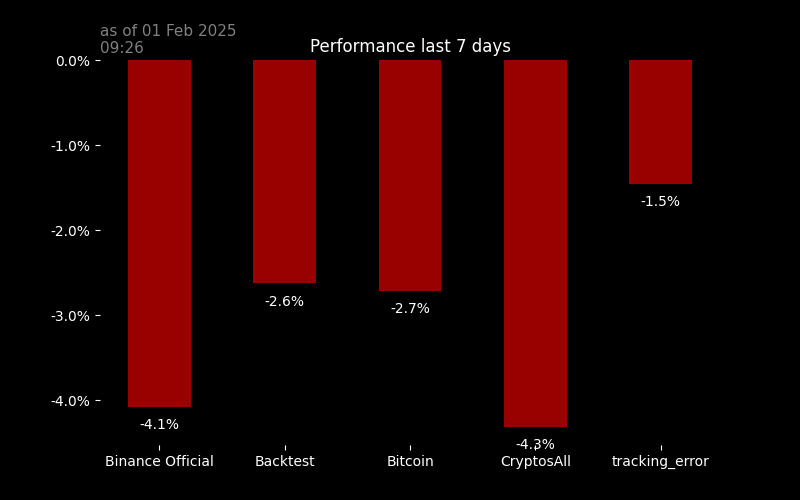 as of 01 Feb 2025
09:26
Performance last 7 days
0.0%
-1.0%
-2.0%
-3.0%
-4.0%
-4.1%
-2.6%
-2.7%
-4.3%
-1.5%
Binance Official
Backtest
Bitcoin
CryptosAll
tracking_error